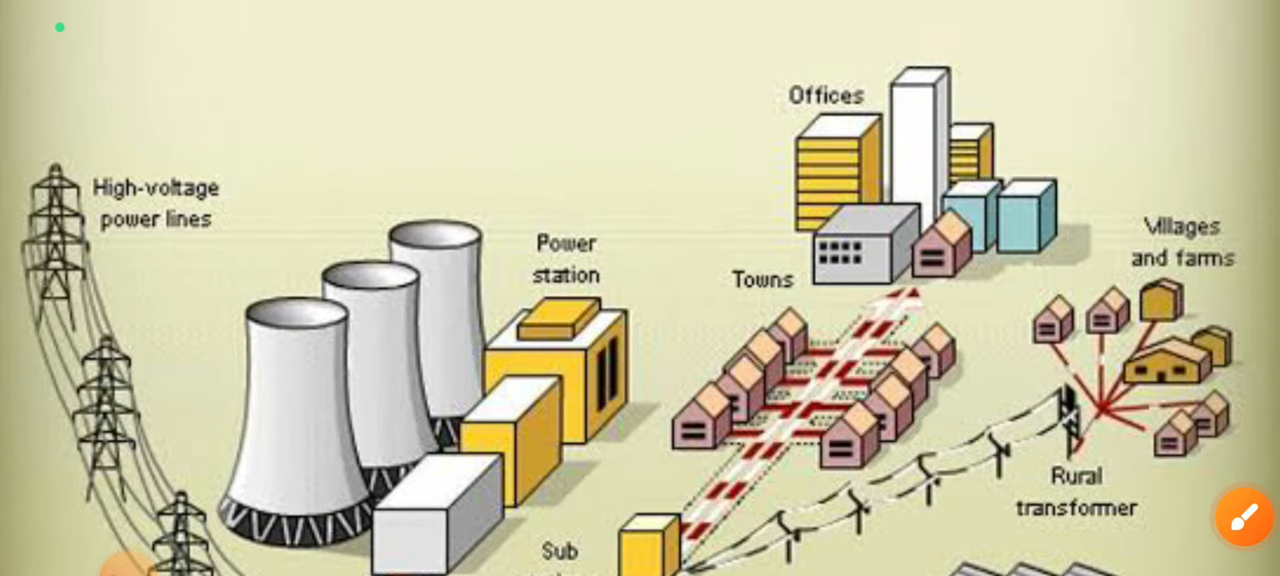 Offices
High-voltage
power lines
Power
station
Towns
Villages
and farms
Rural
transformer
Sub